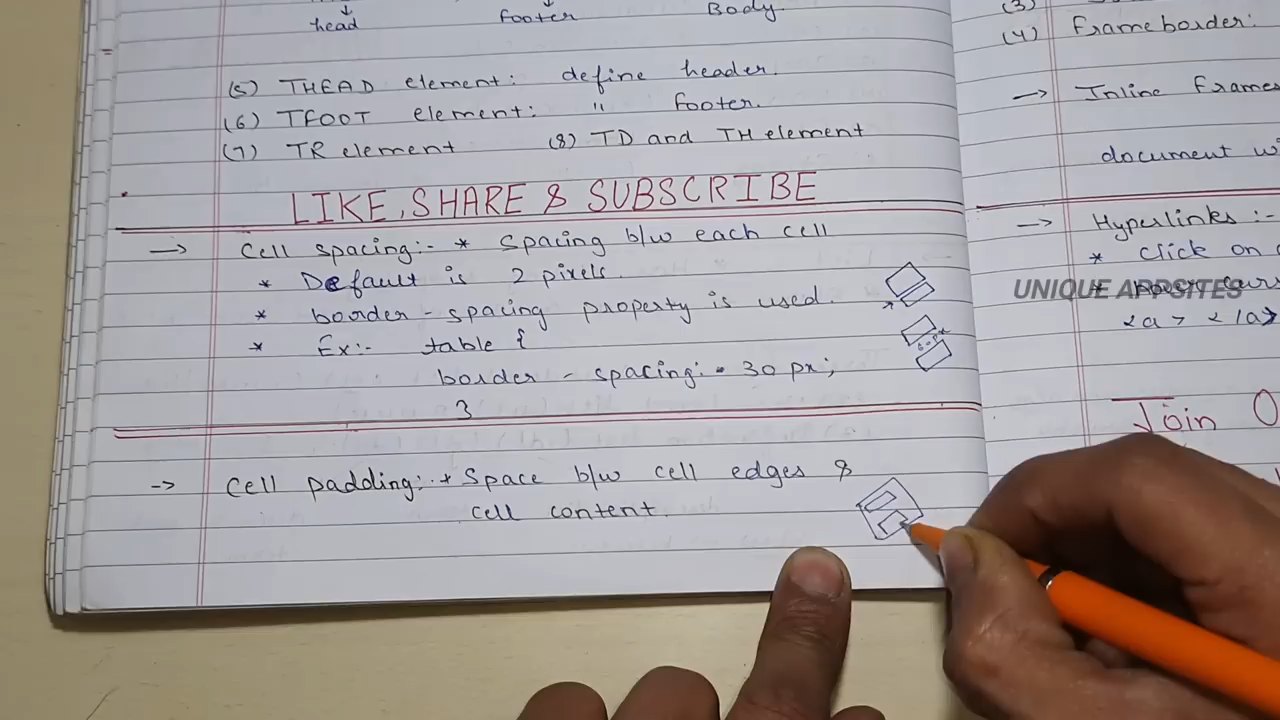 head footer Body
(5) THEAD element: define header.
(6) TFOOT element: " footer.
(7) TR element (8) TD and TH element
LIKE, SHARE & SUBSCRIBE
→ Cell spacing:- * Spacing b/w each cell
* Default is 2 pixels.
* border - spacing property is used.
* Ex:- table {
border - spacing: 30 px;
}
→ Cell padding: + Space b/w cell edges &
cell content.
(3)
(4) Frameborder:
→ Inline Frames
document
→ Hyperlinks :-
* Click on
*
<a> </a>
UNIQUE APPSITES
Join